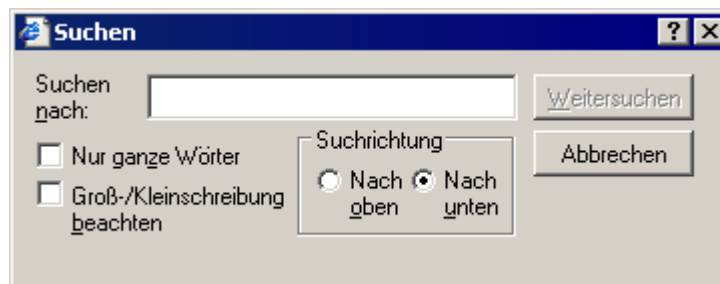 Suchen
Suchen
nach:
Weitersuchen
Nur ganze Wörter
Groß-/Kleinschreibung
beachten
Suchrichtung
Nach
oben
Nach
unten
Abbrechen